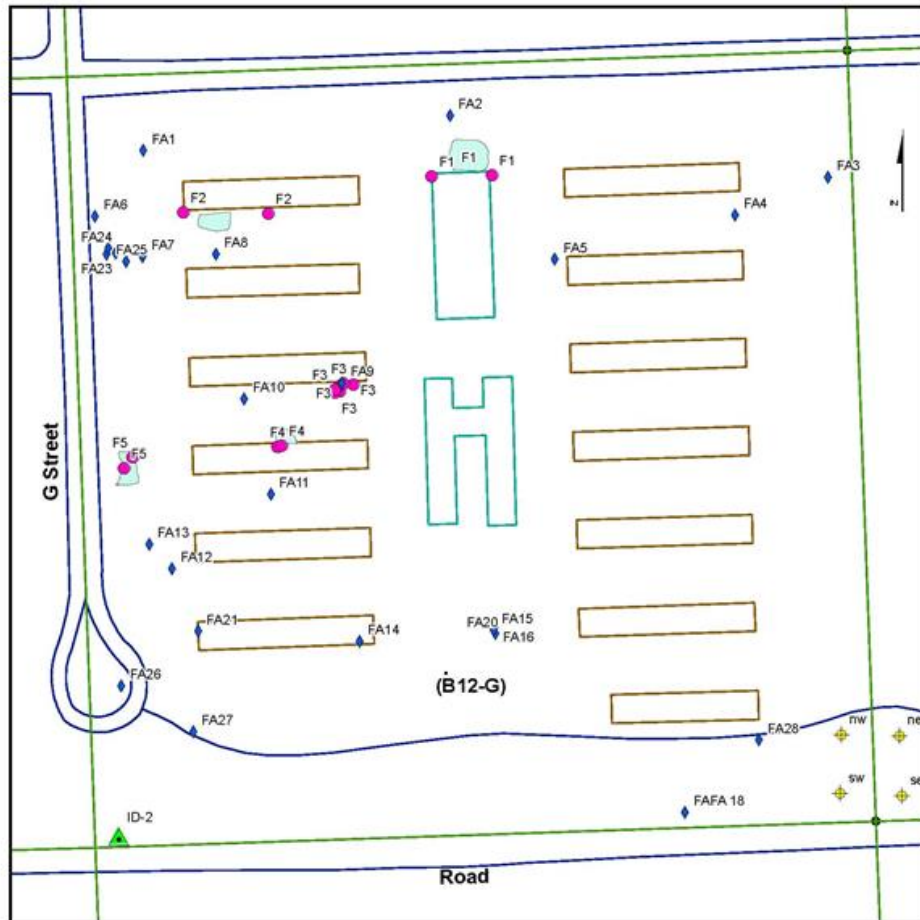 FA2
FA1
F1
F1
F1
FA3
F2
F2
FA6
FA4
z
FA24
FA25
FA7
FA8
FA5
FA23
F3
F3
FA9
F3
F3
F3
FA10
F4
F4
F5
F5
G Street
FA11
FA13
FA12
FA21
FA14
FA20
FA15
FA16
FA26
(B12-G)
FA27
FA28
nw
ne
sw
se
FAFA 18
ID-2
Road